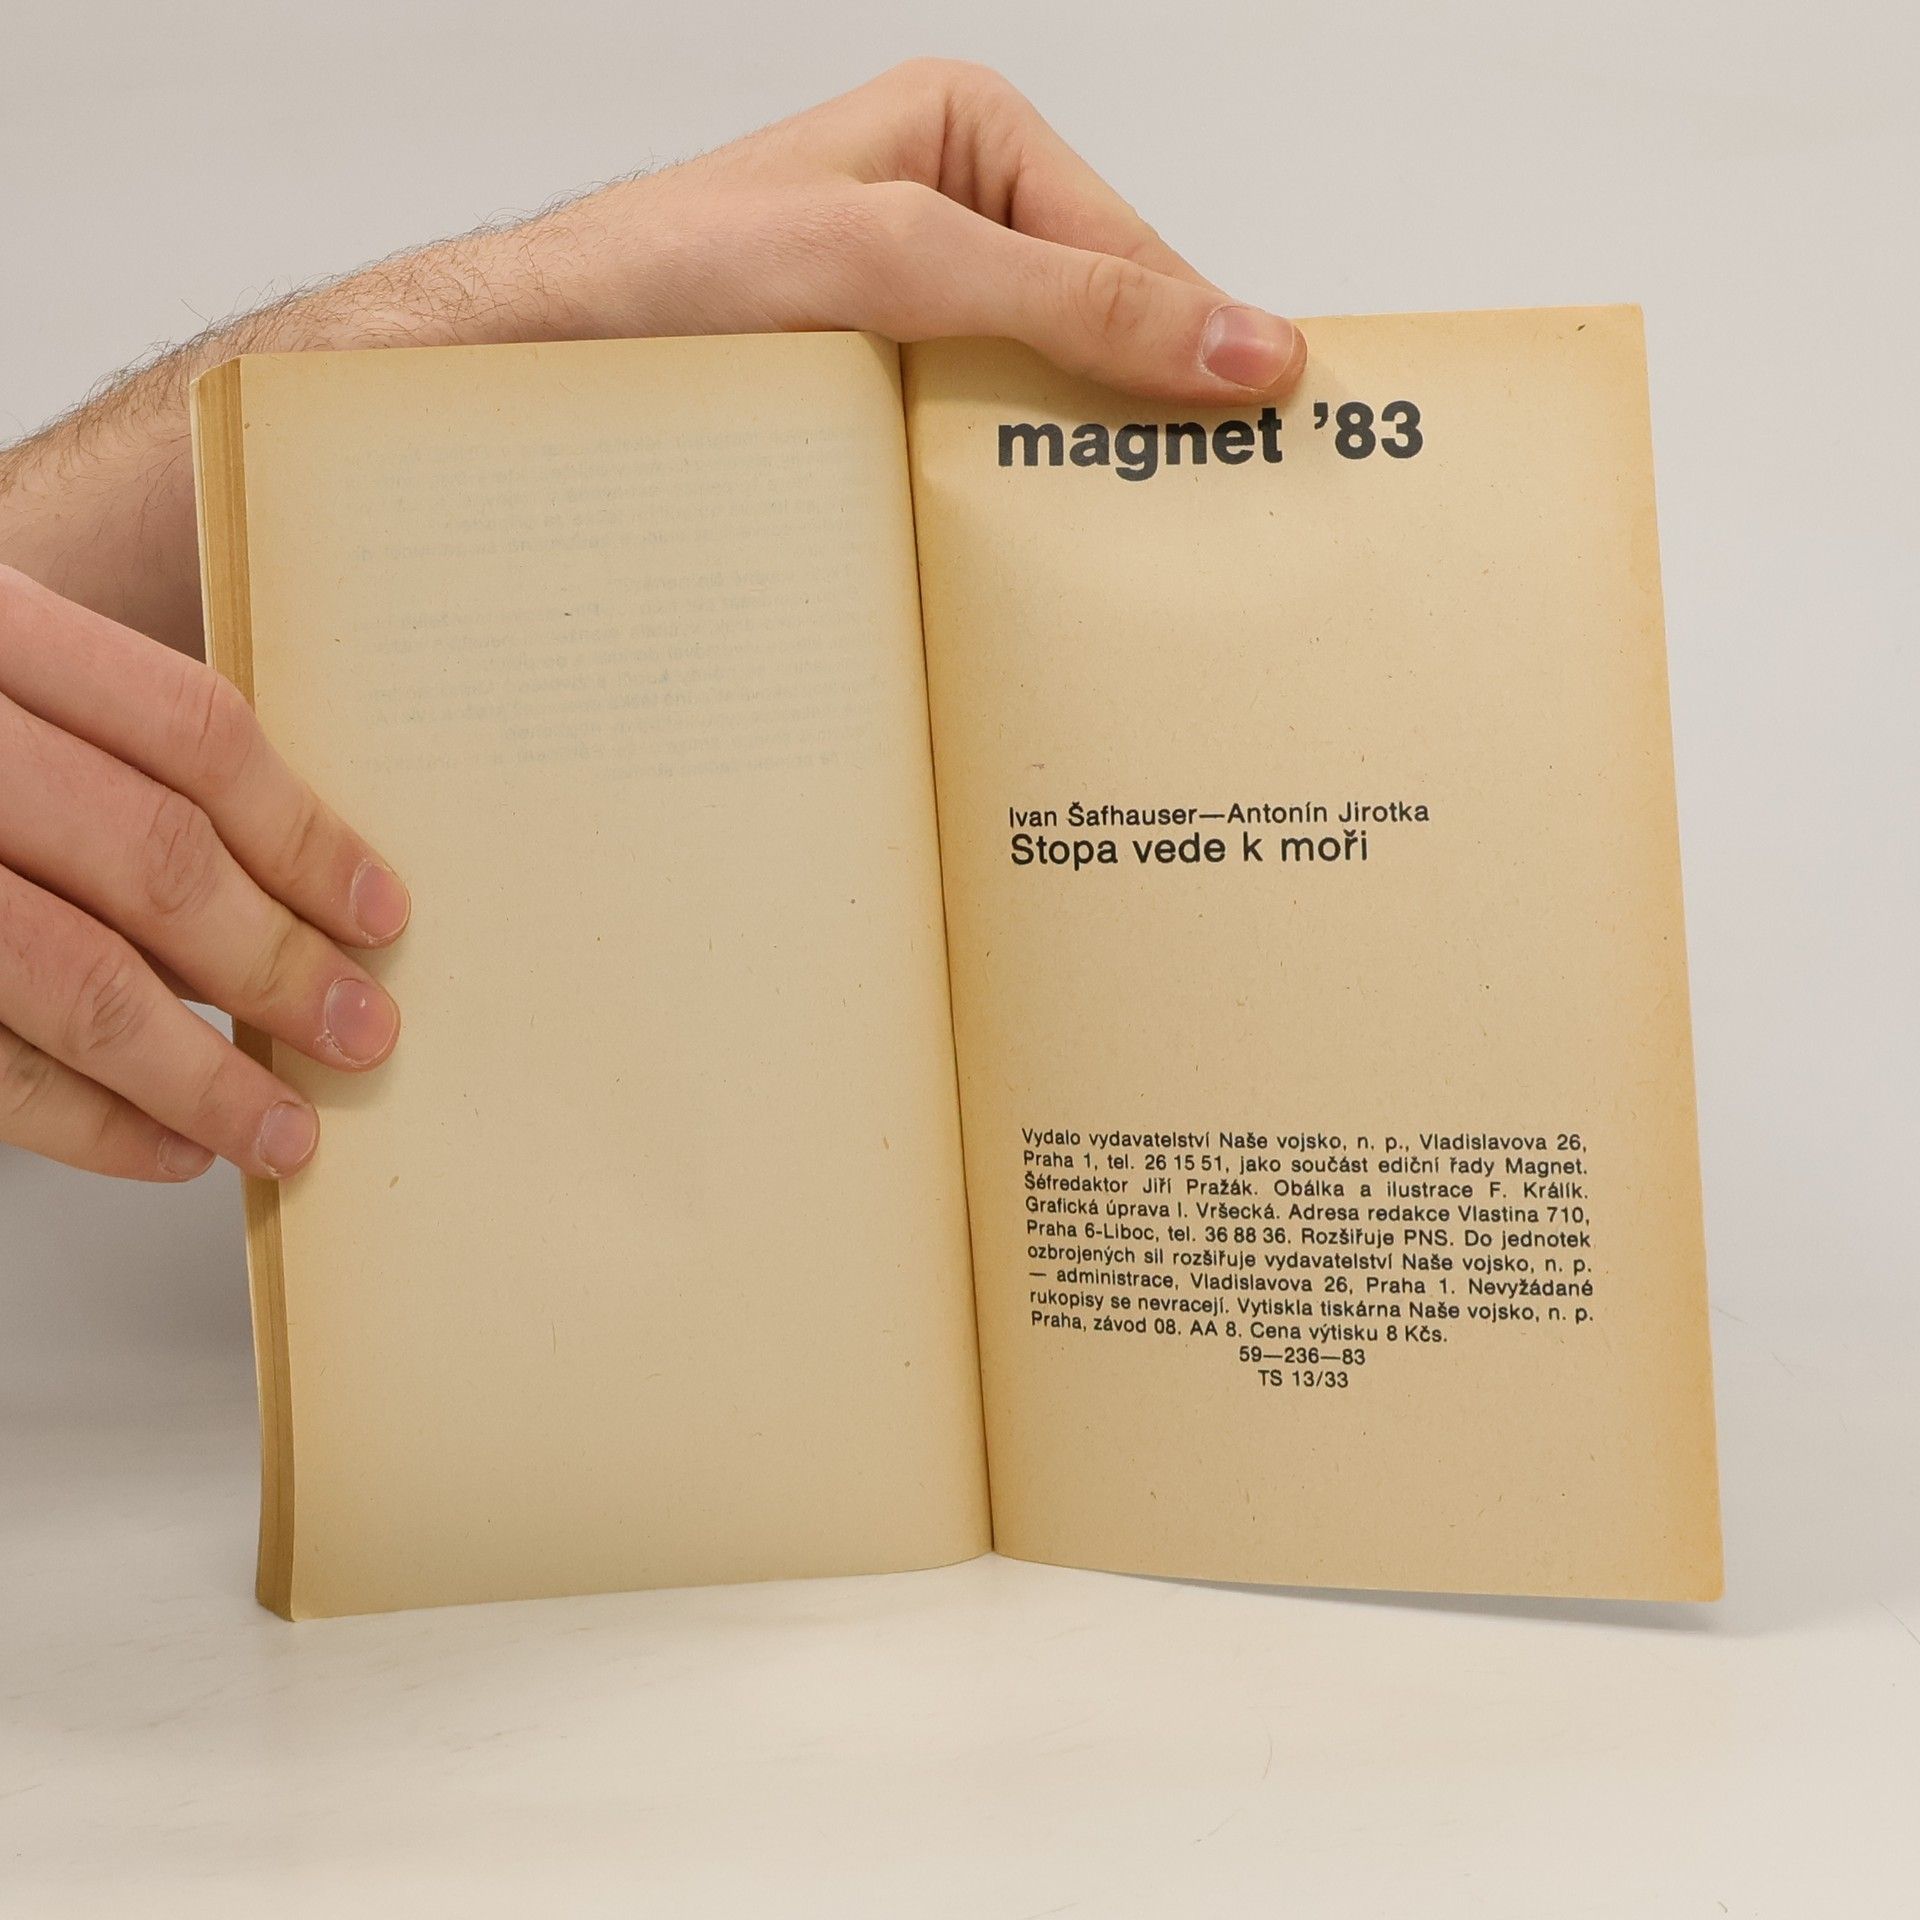 magnet ’83
Ivan Šafhauser—Antonín Jirotka
Stopa vede k moři
Vydalo vydavatelství Naše vojsko, n. p., Vladislavova 26,
Praha 1, tel. 26 15 51, jako součást ediční řady Magnet.
Šéfredaktor Jiří Pražák. Obálka a ilustrace F. Králík.
Grafická úprava I. Vršecká. Adresa redakce Vlastina 710,
Praha 6-Liboc, tel. 36 88 36. Rozšiřuje PNS. Do jednotek
ozbrojených sil rozšiřuje vydavatelství Naše vojsko, n. p.
— administrace, Vladislavova 26, Praha 1. Nevyžádané
rukopisy se nevracejí. Vytiskla tiskárna Naše vojsko, n. p.
Praha, závod 08. AA 8. Cena výtisku 8 Kčs.
59—236—83
TS 13/33